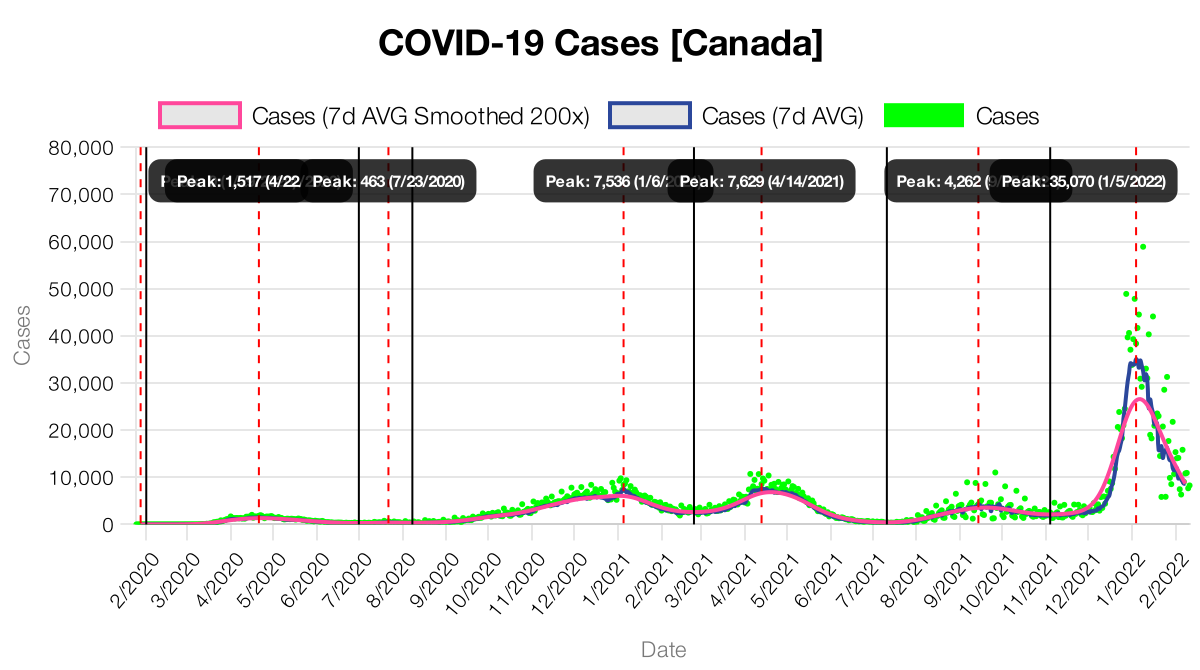 COVID-19 Cases [Canada]
Cases (7d AVG Smoothed 200x)
Cases (7d AVG)
Cases
80,000
70,000
60,000
50,000
40,000
30,000
20,000
10,000
0
Peak: 1,517 (4/22
Peak: 463 (7/23/2020)
Peak: 7,536 (1/6/20
Peak: 7,629 (4/14/2021)
Peak: 4,262 (9/
Peak: 35,070 (1/5/2022)
Cases
2/2020
3/2020
4/2020
5/2020
6/2020
7/2020
8/2020
9/2020
10/2020
11/2020
12/2020
1/2021
2/2021
3/2021
4/2021
5/2021
6/2021
7/2021
8/2021
9/2021
10/2021
11/2021
12/2021
1/2022
2/2022
Date